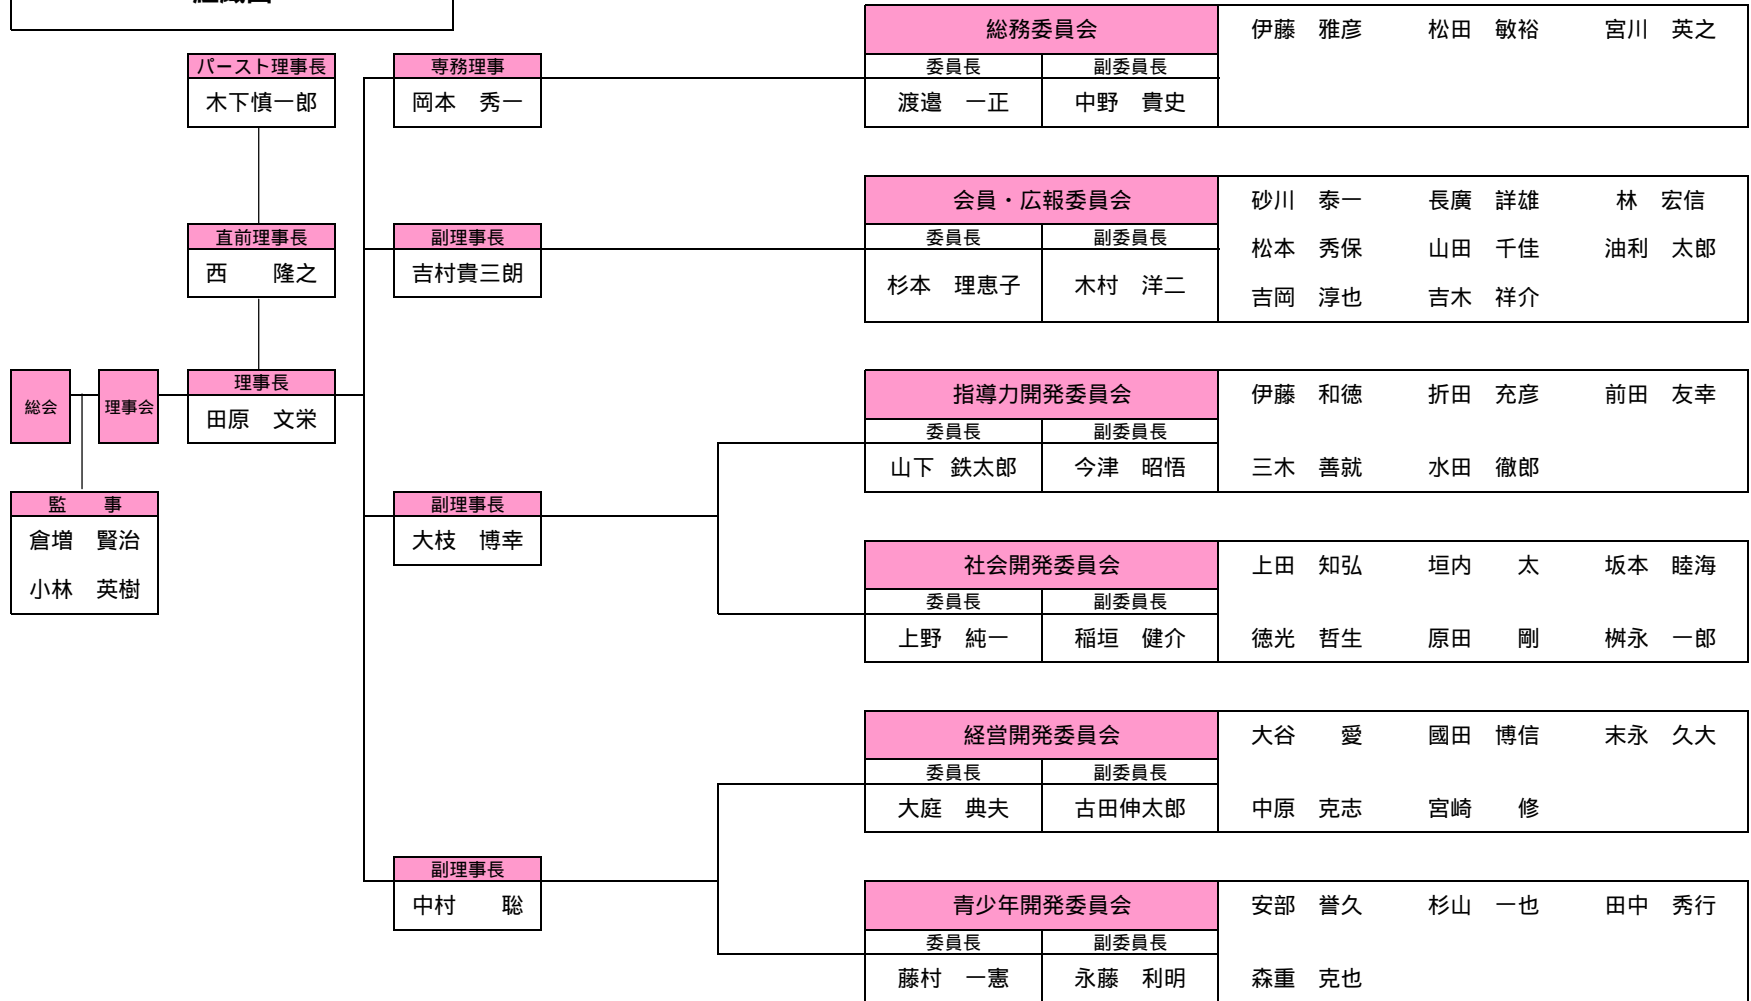 総務委員会 伊藤　雅彦 松田　敏裕 宮川　英之
パースト理事長 専務理事 委員長 副委員長
木下慎一郎 岡本　秀一 渡邉　一正 中野　貴史
会員・広報委員会 砂川　泰一 長廣　詳雄 林　宏信
直前理事長 副理事長 委員長 副委員長 松本　秀保 山田　千佳 油利　太郎
西　　隆之 吉村貴三朗 杉本　理恵子 木村　洋二
吉岡　淳也 吉木　祥介
理事長 指導力開発委員会 伊藤　和徳 折田　充彦 前田　友幸
総会 理事会 田原　文栄
委員長 副委員長
山下　鉄太郎 今津　昭悟 三木　善就 水田　徹郎
監　　事 副理事長
倉増　賢治 大枝　博幸
小林　英樹
社会開発委員会 上田　知弘 垣内　　太 坂本　睦海
委員長 副委員長
上野　純一 稲垣　健介 徳光　哲生 原田　　剛 桝永　一郎
経営開発委員会 大谷　　愛 國田　博信 末永　久大
委員長 副委員長
大庭　典夫 古田伸太郎 中原　克志 宮崎　　修
副理事長
中村　　聡
青少年開発委員会 安部　誉久 杉山　一也 田中　秀行
委員長 副委員長
藤村　一憲 永藤　利明 森重　克也